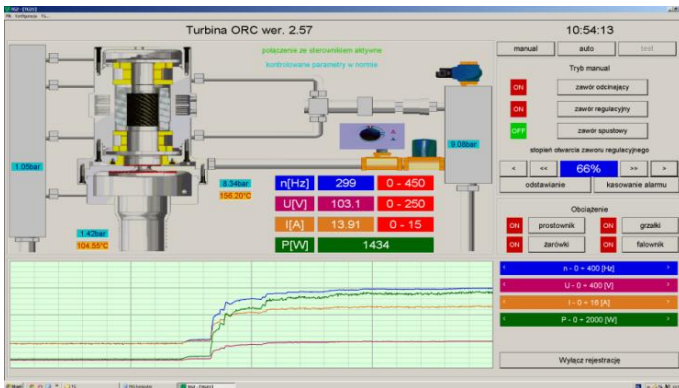 Turbina ORC wer. 2.57
10:54:13
połączenie ze sterownikiem aktywne
kontrolowane parametry w normie
manual
auto
test
Tryb manual
ON
zawór odcinający
ON
zawór regulacyjny
OFF
zawór spustowy
stopień otwarcia zaworu regulacyjnego
<
<<
66%
>>
>
odstawianie
kasowanie alarmu
1.05bar
9.08bar
8.34bar
156.20°C
1.42bar
104.55°C
n[Hz]
299
0 - 450
U[V]
103.1
0 - 250
I[A]
13.91
0 - 15
P[W]
1434
Obciążenie
ON
prostownik
ON
grzałki
ON
żarówki
ON
falownik
n - 0 ÷ 400 [Hz]
U - 0 ÷ 400 [V]
I - 0 ÷ 16 [A]
P - 0 ÷ 2000 [W]
Wyłącz rejestrację